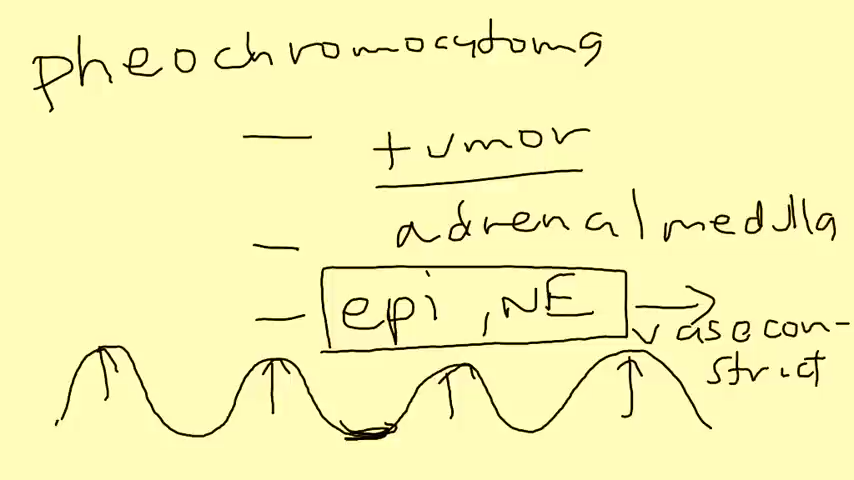 pheochromocytoma
— tumor
— adrenal medulla
— epi, NE →
vasocon-
strict